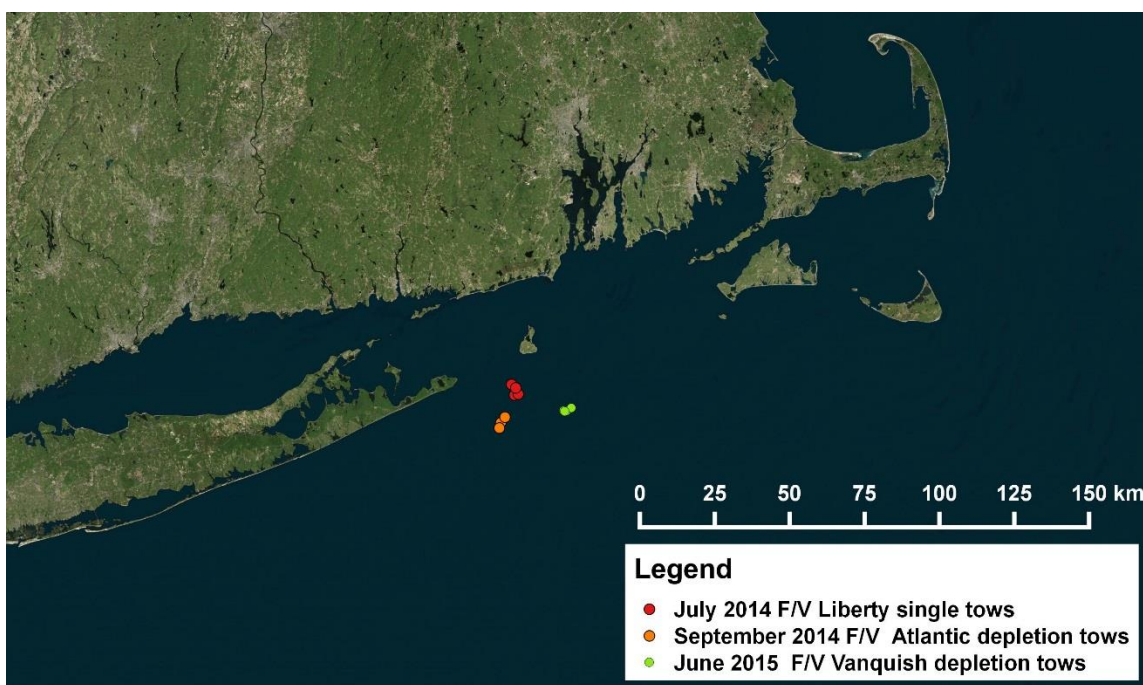 0 25 50 75 100 125 150 km
Legend
July 2014 F/V Liberty single tows
September 2014 F/V Atlantic depletion tows
June 2015 F/V Vanquish depletion tows